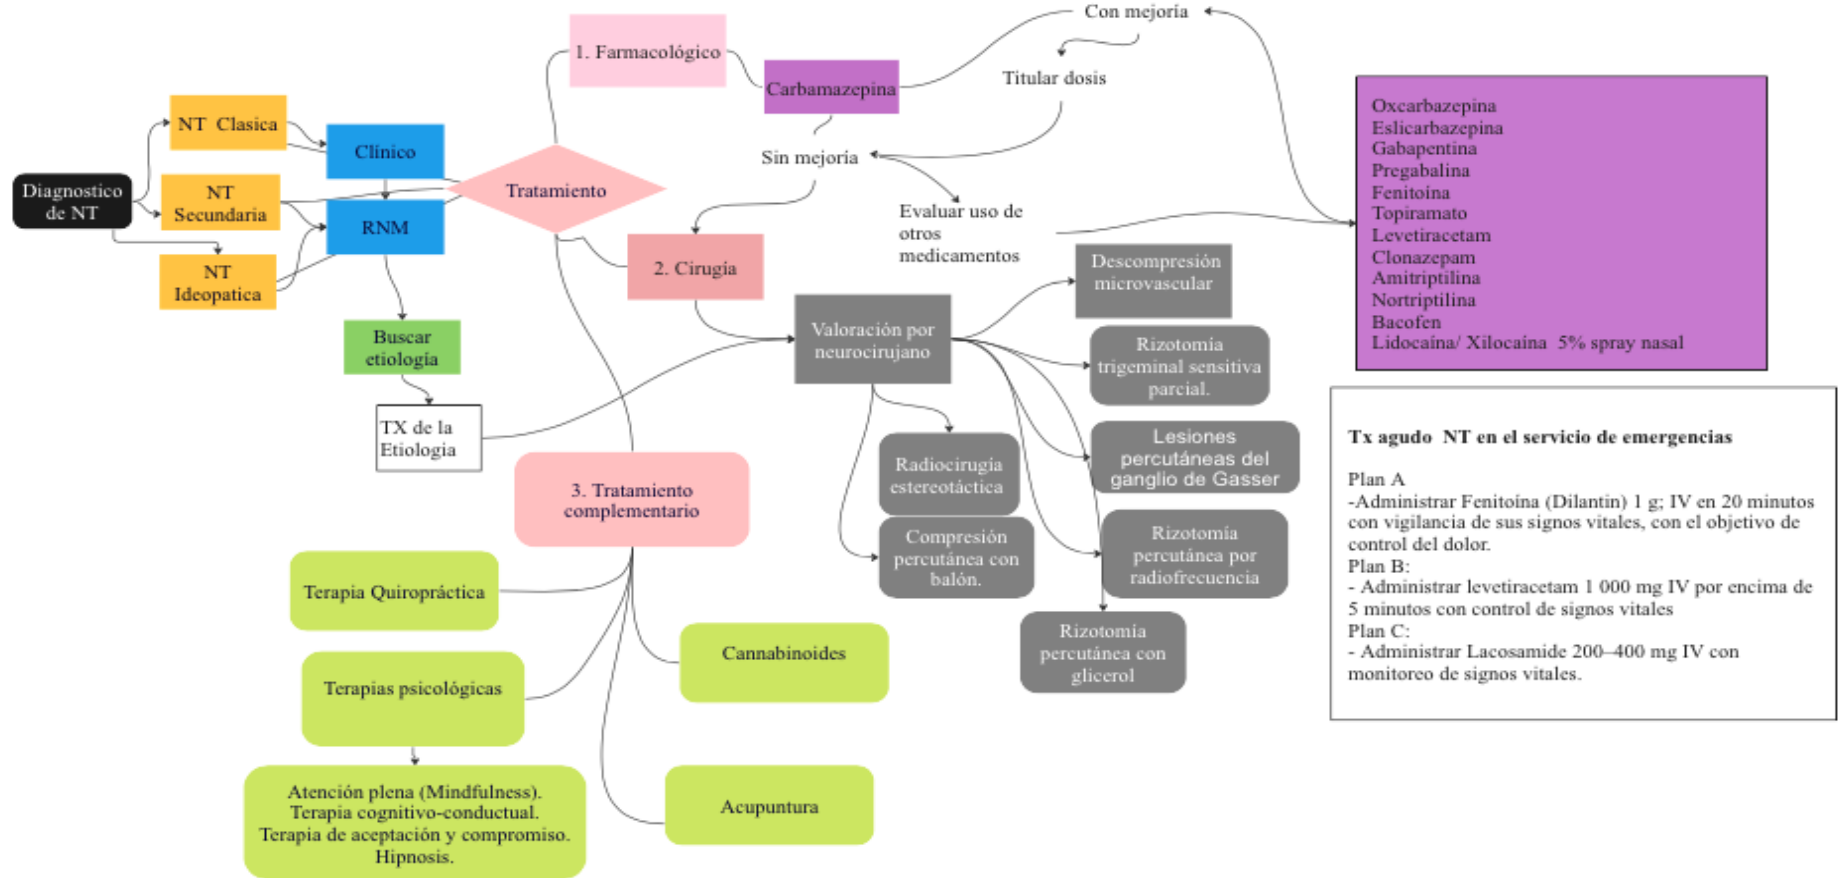 Diagnostico
de NT
NT Clasica
NT
Secundaria
NT
Ideopatica
Clínico
RNM
Buscar
etiología
TX de la
Etiologia
Tratamiento
1. Farmacológico
Carbamazepina
Con mejoría
Titular dosis
Sin mejoría
Evaluar uso de
otros
medicamentos
Oxcarbazepina
Eslicarbazepina
Gabapentina
Pregabalina
Fenitoína
Topiramato
Levetiracetam
Clonazepam
Amitriptilina
Nortriptilina
Bacofen
Lidocaína/ Xilocaína 5% spray nasal
2. Cirugía
Valoración por
neurocirujano
Descompresión
microvascular
Rizotomía
trigeminal sensitiva
parcial.
Lesiones
percutáneas del
ganglio de Gasser
Rizotomía
percutánea por
radiofrecuencia
Rizotomía
percutánea con
glicerol
Radiocirugía
estereotáctica
Compresión
percutánea con
balón.
3. Tratamiento
complementario
Terapia Quiropráctica
Terapias psicológicas
Atención plena (Mindfulness).
Terapia cognitivo-conductual.
Terapia de aceptación y compromiso.
Hipnosis.
Cannabinoides
Acupuntura
Tx agudo NT en el servicio de emergencias
Plan A
-Administrar Fenitoína (Dilantin) 1 g; IV en 20 minutos
con vigilancia de sus signos vitales, con el objetivo de
control del dolor.
Plan B:
- Administrar levetiracetam 1 000 mg IV por encima de
5 minutos con control de signos vitales
Plan C:
- Administrar Lacosamide 200–400 mg IV con
monitoreo de signos vitales.